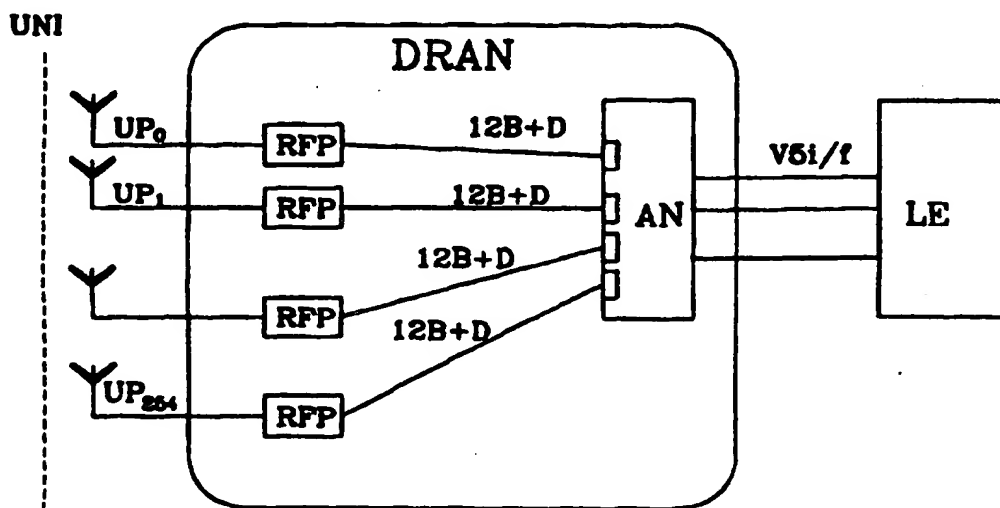 UNI
DRAN
UP0
RFP
12B+D
V5i/f
UP1
RFP
12B+D
AN
LE
12B+D
RFP
12B+D
UP254
RFP